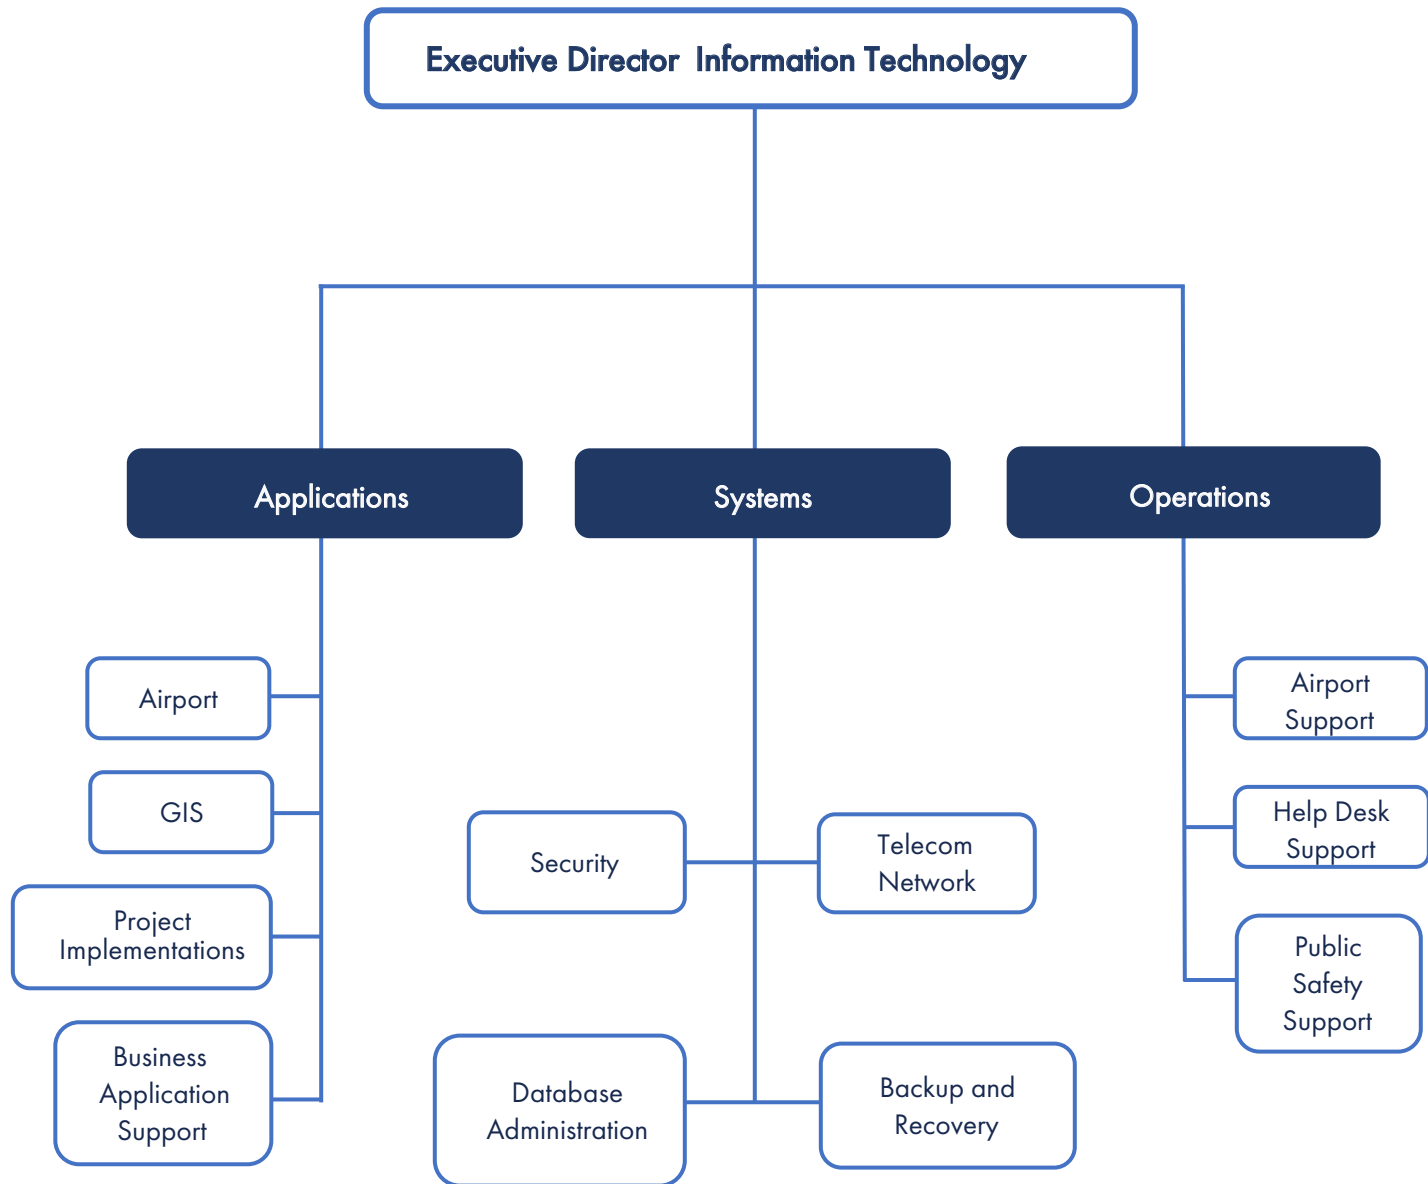 Executive Director  Information Technology
Applications
Systems
Operations
Airport
GIS
Project
Implementations
Business
Application
Support
Security
Telecom
Network
Database
Administration
Backup and
Recovery
Airport
Support
Help Desk
Support
Public
Safety
Support